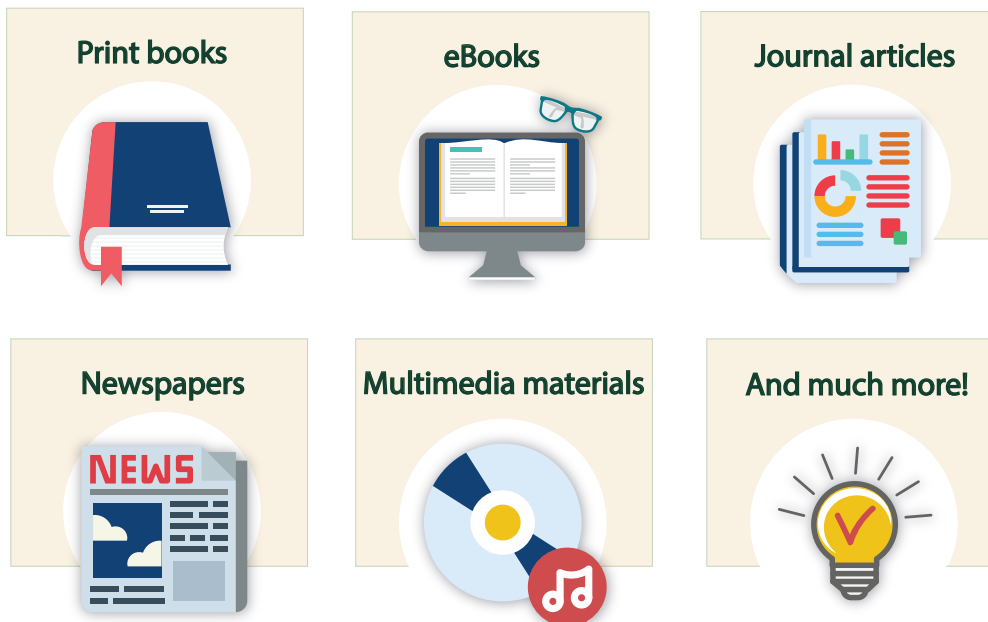 Print books
eBooks
Journal articles
Newspapers
Multimedia materials
And much more!
NEWS